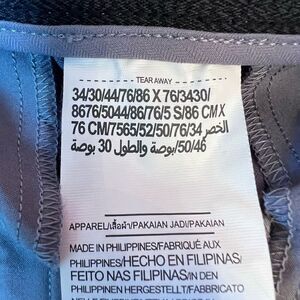 TEAR AWAY
34/30/44/76/86 X 76/3430/
8676/5044/86/76/5 S/86 CM X
76 CM/7565/52/50/76/34 الخصر
50/46/بوصة والطول 30 بوصة
APPAREL/เสื้อผ้า/PAKAIAN JADI/PAKAIAN
MADE IN PHILIPPINES/FABRIQUÉ AUX
PHILIPPINES/HECHO EN FILIPINAS/
FEITO NAS FILIPINAS/IN DEN
PHILIPPINEN HERGESTELLT/FABBRICATO